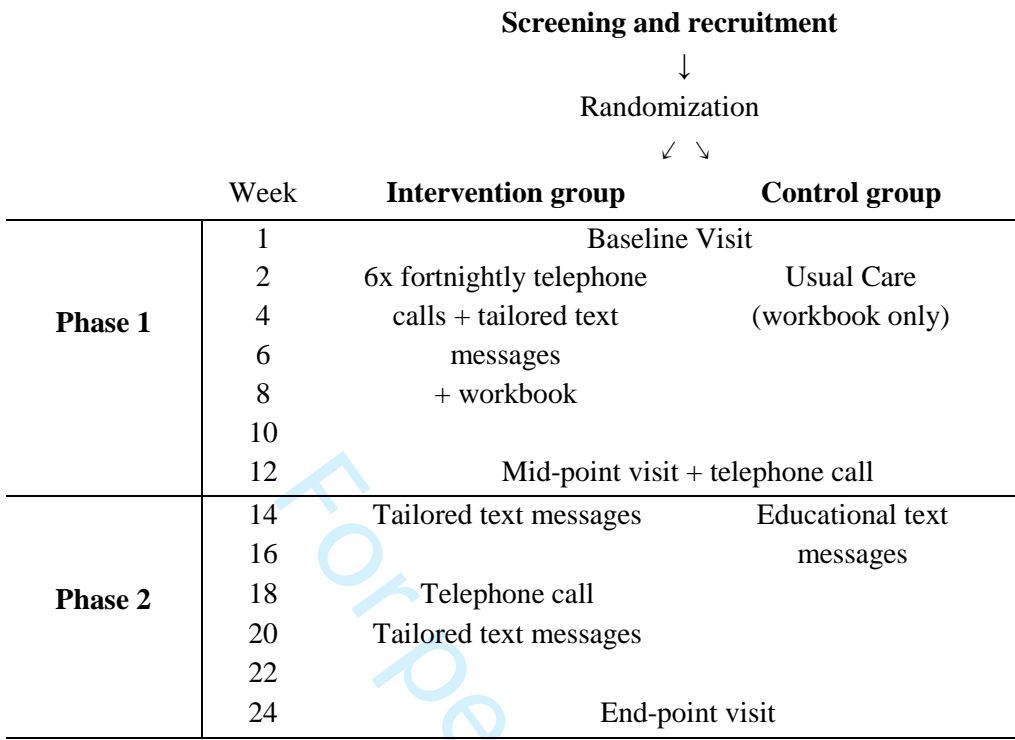 Screening and recruitment
↓
Randomization
↙ ↘
Week Intervention group Control group
1 Baseline Visit
2 6x fortnightly telephone Usual Care
Phase 1 4 calls + tailored text (workbook only)
6 messages
8 + workbook
10
12 Mid-point visit + telephone call
14 Tailored text messages Educational text
16 messages
Phase 2 18 Telephone call
20 Tailored text messages
22
24 End-point visit
For pe